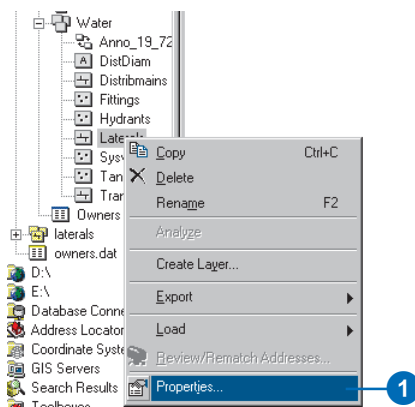 Water
Anno_19_72
A DistDiam
Distribmains
Fittings
Hydrants
Laterals
Copy Ctrl+C
Delete
Rename F2
Analyze
Create Layer...
Export
Load
Review/Rematch Addresses...
Properties...
1
Owners
laterals
owners.dat
D:\
E:\
Database Conne
Address Locator
Coordinate Syste
GIS Servers
Search Results
Toolboxes